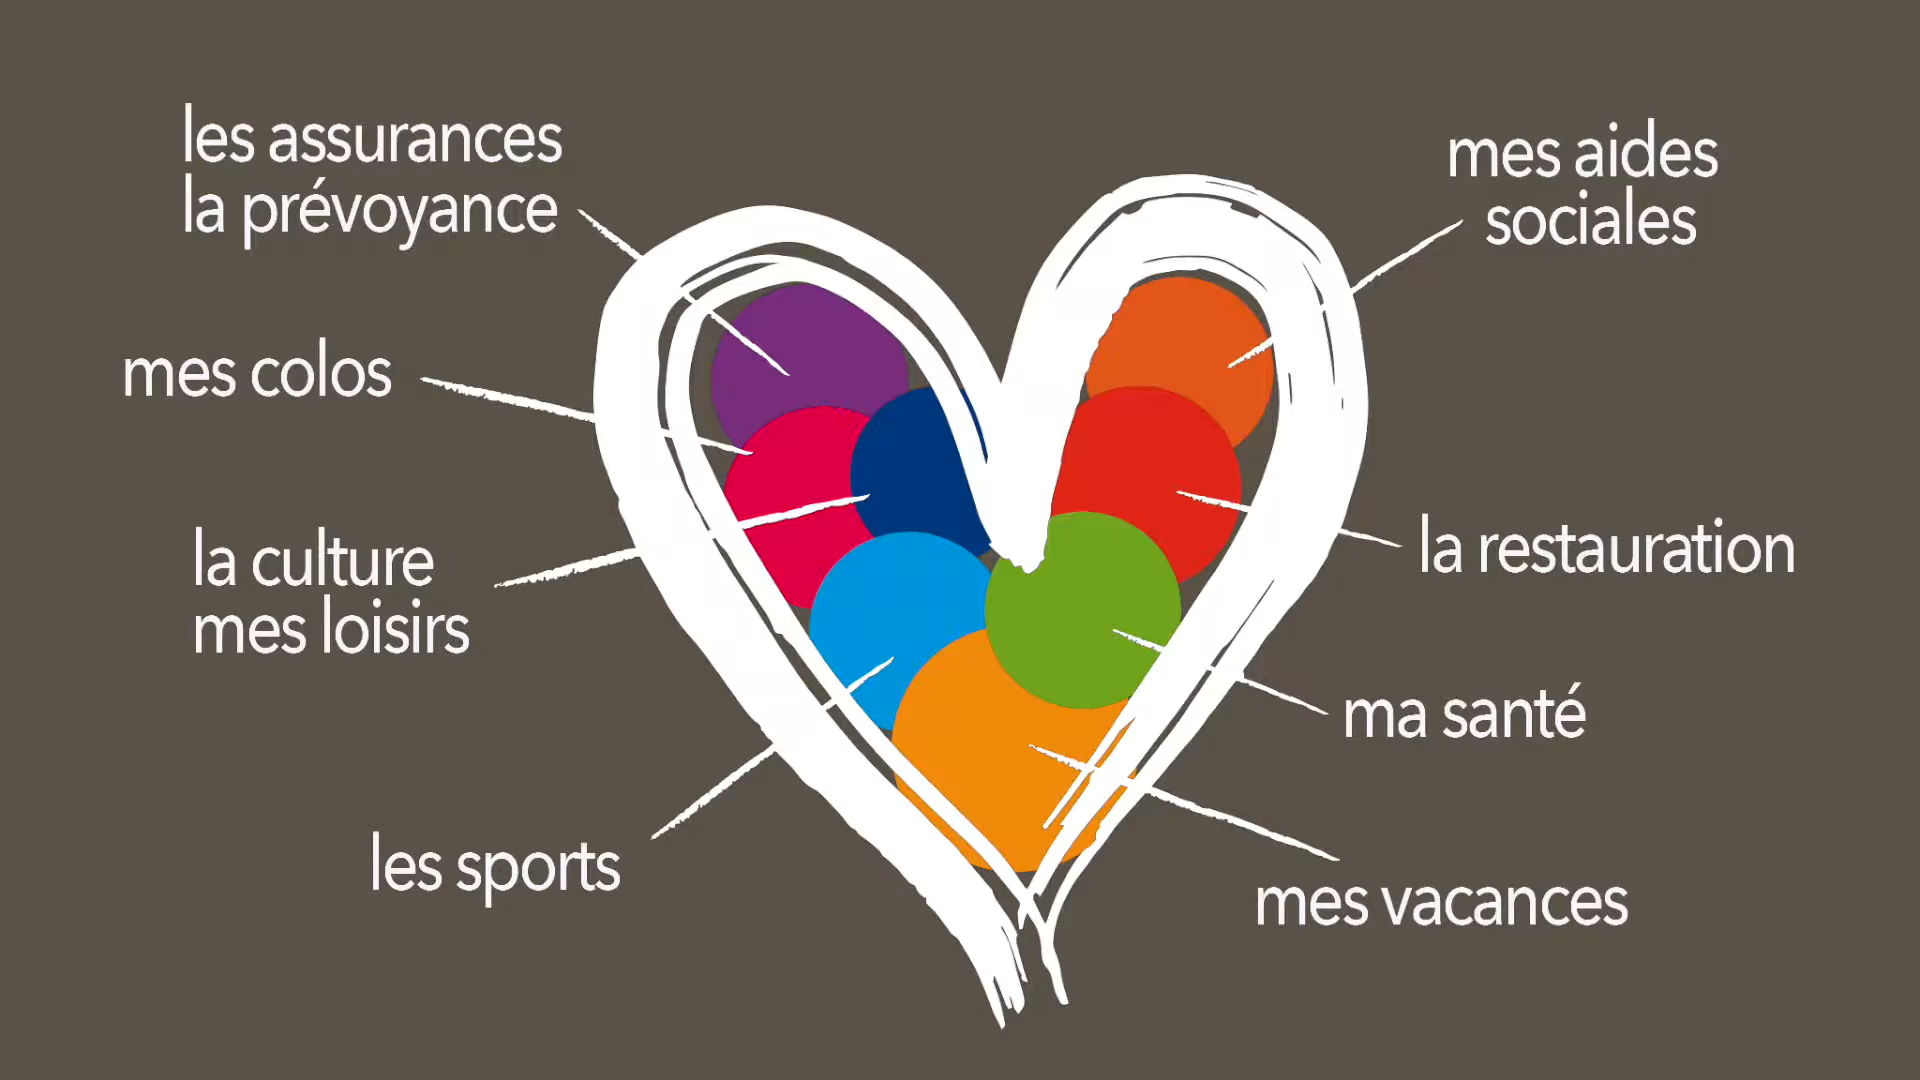 les assurances
la prévoyance
mes colos
la culture
mes loisirs
les sports
mes aides
sociales
la restauration
ma santé
mes vacances